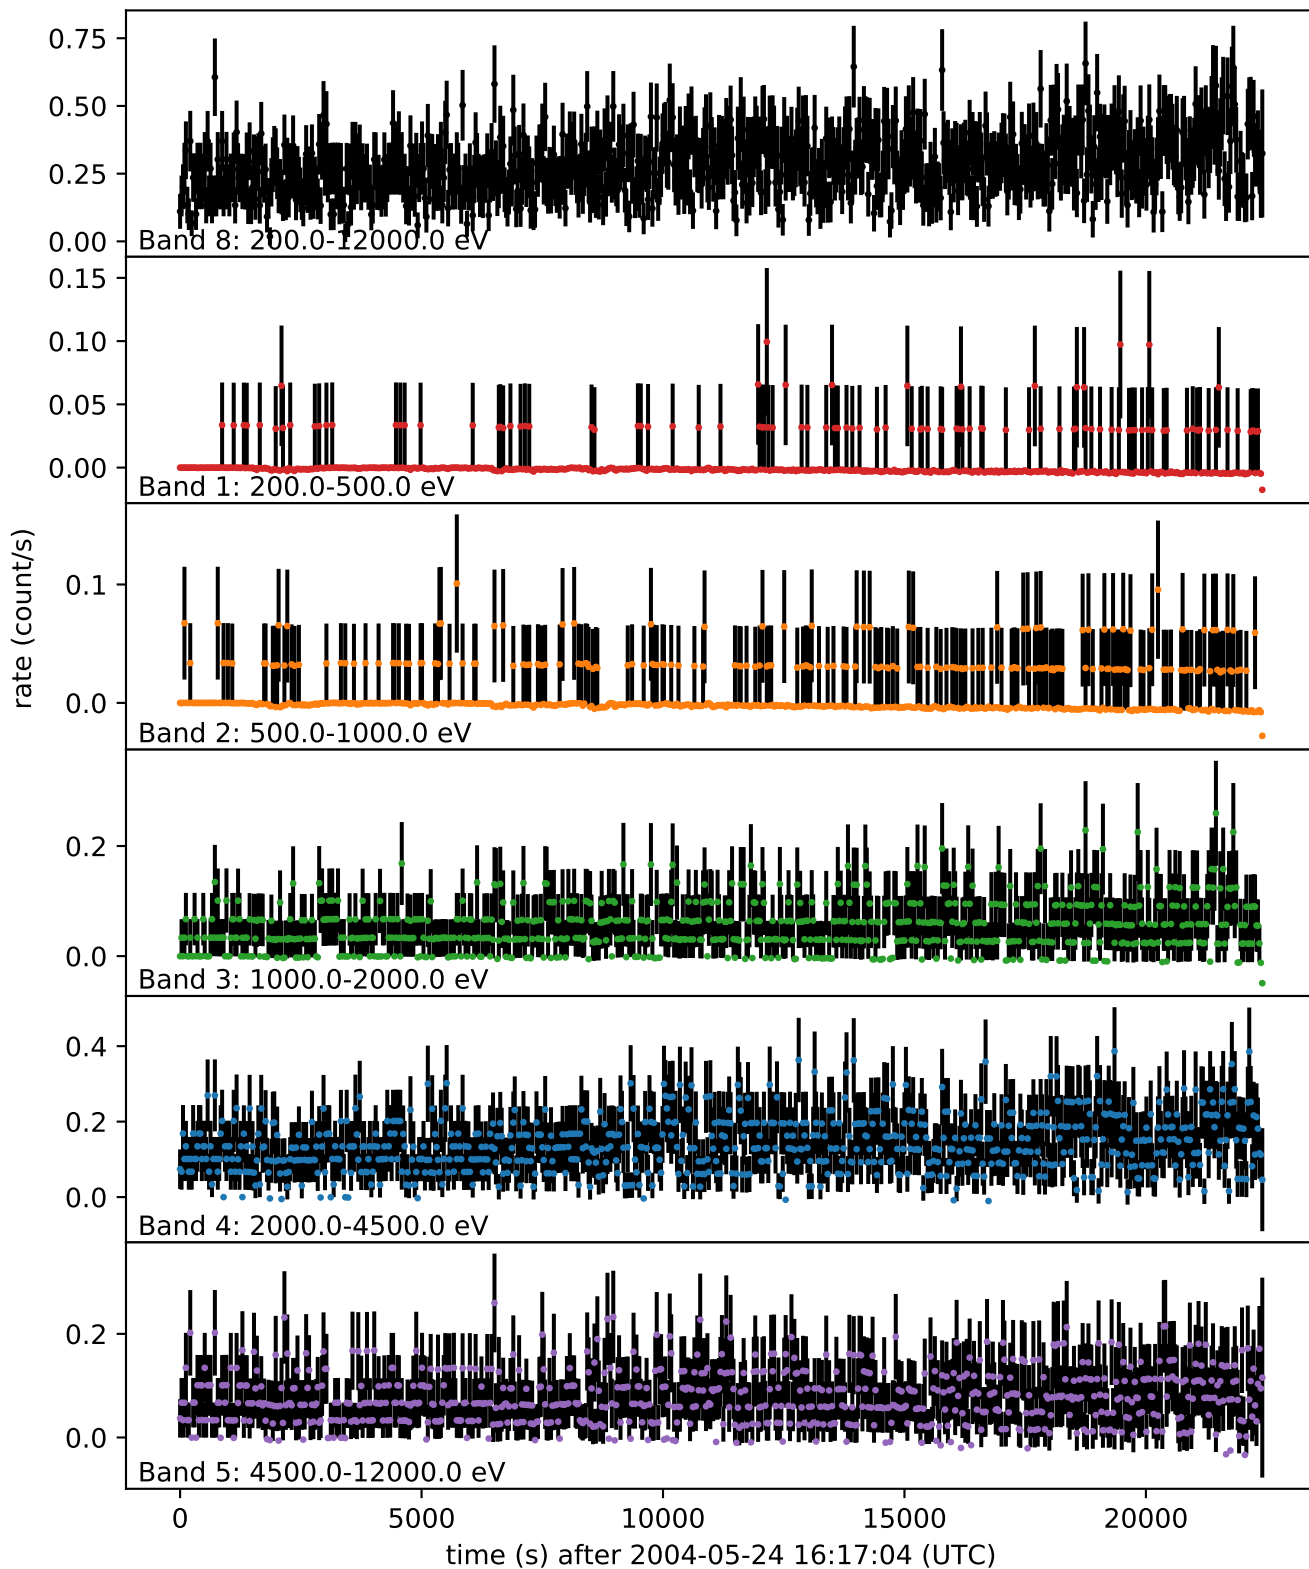 0.75
0.50
0.25
0.00
Band 8: 200.0-12000.0 eV
0.15
0.10
0.05
0.00
Band 1: 200.0-500.0 eV
rate (count/s)
0.1
0.0
Band 2: 500.0-1000.0 eV
0.2
0.0
Band 3: 1000.0-2000.0 eV
0.4
0.2
0.0
Band 4: 2000.0-4500.0 eV
0.2
0.0
Band 5: 4500.0-12000.0 eV
0 5000 10000 15000 20000
time (s) after 2004-05-24 16:17:04 (UTC)